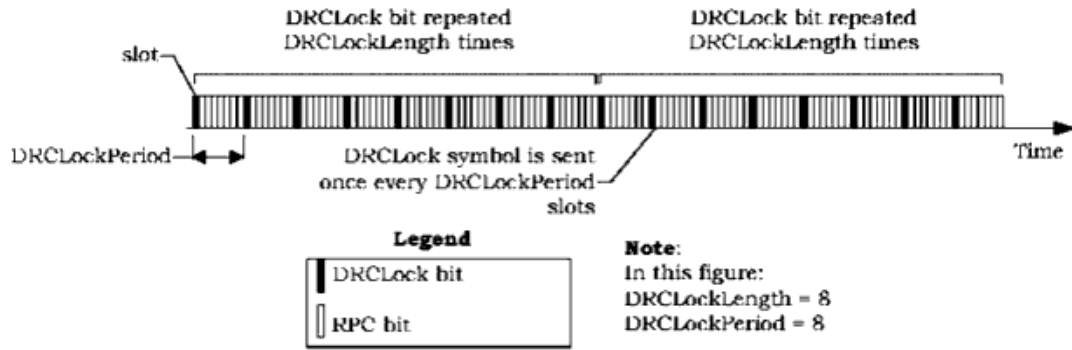 DRCLock bit repeated
DRCLockLength times
DRCLock bit repeated
DRCLockLength times
slot
DRCLockPeriod
DRCLock symbol is sent
once every DRCLockPeriod
slots
Time
Legend
DRCLock bit
RPC bit
Note:
In this figure:
DRCLockLength = 8
DRCLockPeriod = 8